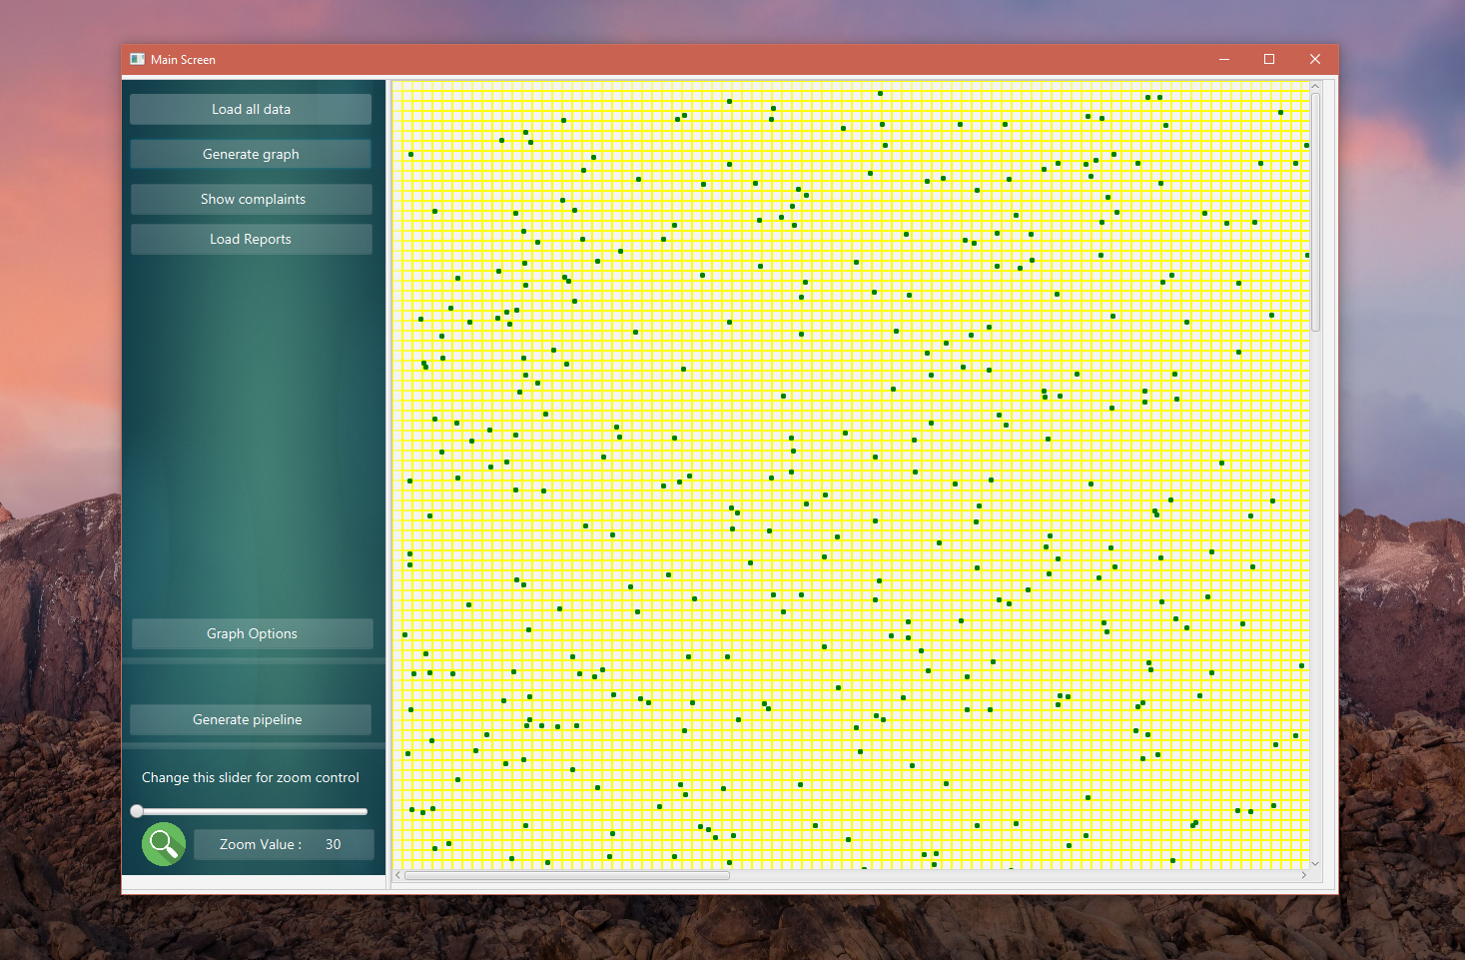 Main Screen
Load all data
Generate graph
Show complaints
Load Reports
Graph Options
Generate pipeline
Change this slider for zoom control
Zoom Value : 30